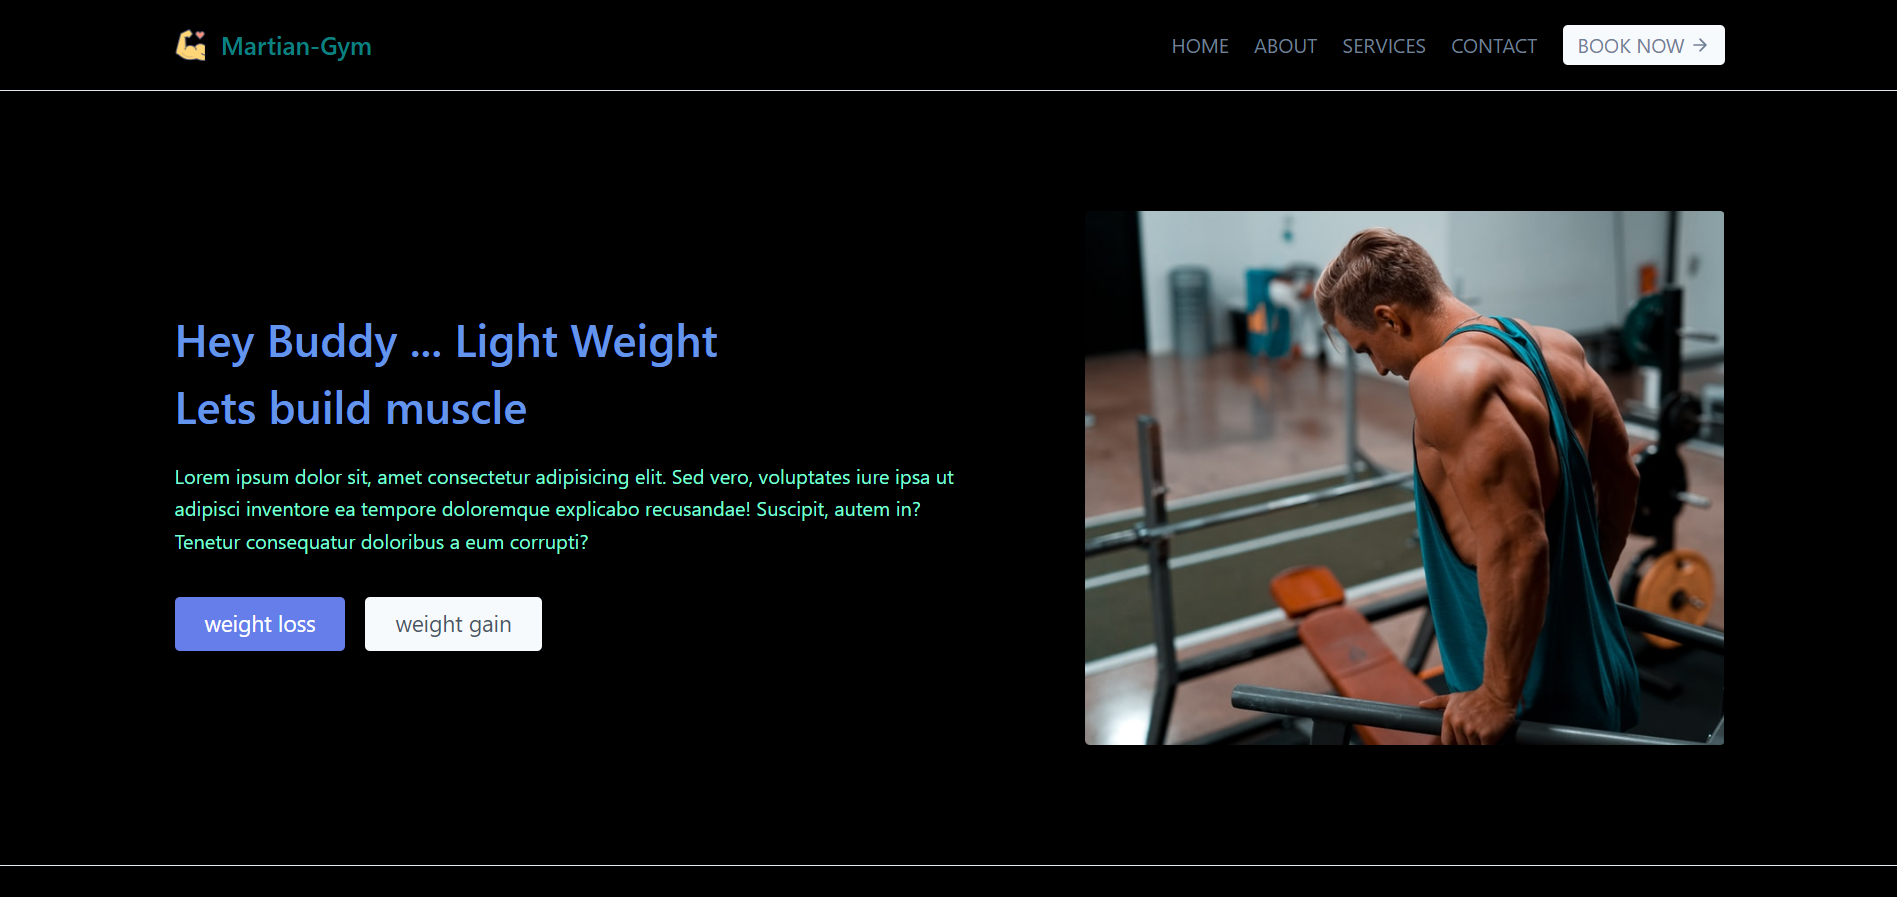 Martian-Gym
HOME ABOUT SERVICES CONTACT BOOK NOW →
Hey Buddy ... Light Weight
Lets build muscle
Lorem ipsum dolor sit, amet consectetur adipisicing elit. Sed vero, voluptates iure ipsa ut
adipisci inventore ea tempore doloremque explicabo recusandae! Suscipit, autem in?
Tenetur consequatur doloribus a eum corrupti?
weight loss weight gain